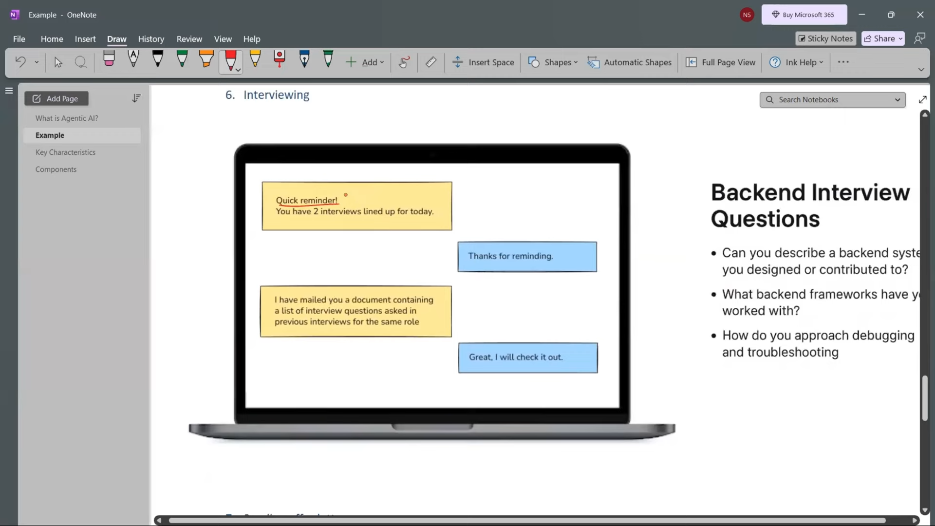 Example - OneNote
NS
Buy Microsoft 365
File
Home
Insert
Draw
History
Review
View
Help
Sticky Notes
Share
Add
Insert Space
Shapes
Automatic Shapes
Full Page View
Ink Help
Add Page
Search Notebooks
What is Agentic AI?
Example
Key Characteristics
Components
6. Interviewing
Quick reminder!
You have 2 interviews lined up for today.
Thanks for reminding.
I have mailed you a document containing
a list of interview questions asked in
previous interviews for the same role
Great, I will check it out.
Backend Interview
Questions
• Can you describe a backend syste
you designed or contributed to?
• What backend frameworks have yo
worked with?
• How do you approach debugging
and troubleshooting